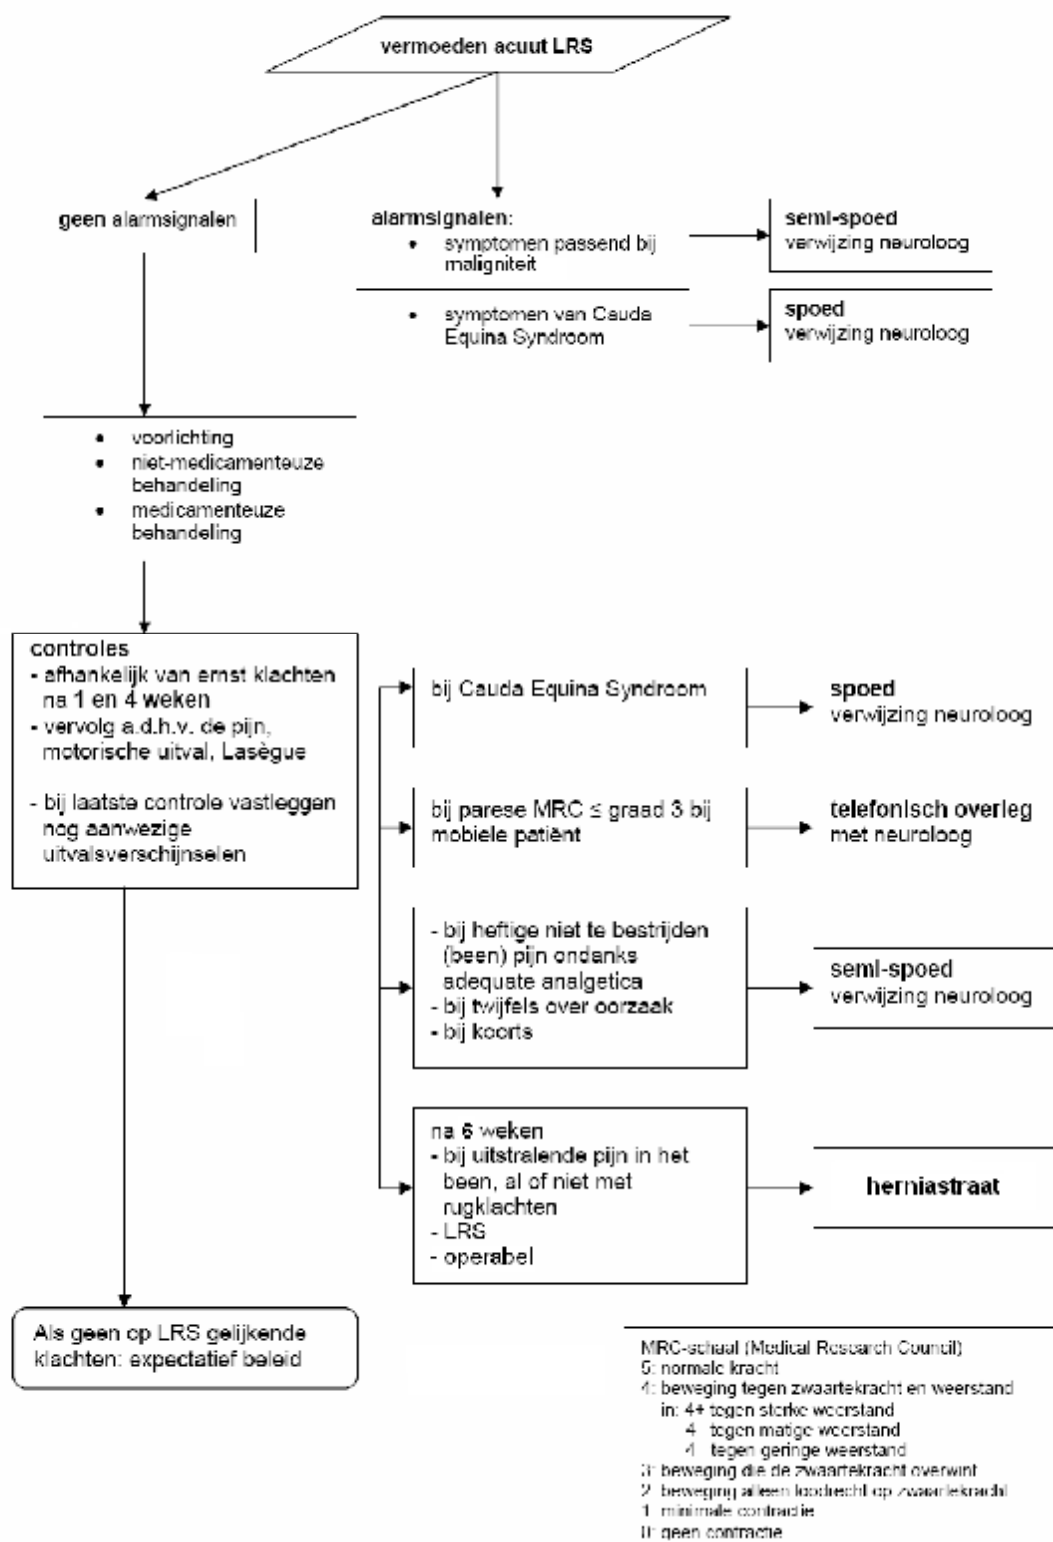 vermoeden acuut LRS
geen alarmsignalen
alarmsignalen:
• symptomen passend bij
maligniteit
semi-spoed
verwijzing neuroloog
• symptomen van Cauda
Equina Syndroom
spoed
verwijzing neuroloog
• voorlichting
• niet-medicamenteuze
behandeling
• medicamenteuze
behandeling
controles
- afhankelijk van ernst klachten
na 1 en 4 weken
- vervolg a.d.h.v. de pijn,
motorische uitval, Lasègue
- bij laatste controle vastleggen
nog aanwezige
uitvalsverschijnselen
bij Cauda Equina Syndroom
spoed
verwijzing neuroloog
bij parese MRC ≤ graad 3 bij
mobiele patiënt
telefonisch overleg
met neuroloog
- bij heftige niet te bestrijden
(been) pijn ondanks
adequate analgetica
- bij twijfels over oorzaak
- bij koorts
semi-spoed
verwijzing neuroloog
na 6 weken
- bij uitstralende pijn in het
been, al of niet met
rugklachten
- LRS
- operabel
herniastraat
Als geen op LRS gelijkende
klachten: expectatief beleid
MRC-schaal (Medical Research Council)
5: normale kracht
4: beweging tegen zwaartekracht en weerstand
in: 4+ tegen sterke weerstand
4 tegen matige weerstand
4 tegen geringe weerstand
3: beweging die de zwaartekracht overwint
2: beweging alleen loodrecht op zwaartekracht
1: minimale contractie
0: geen contractie